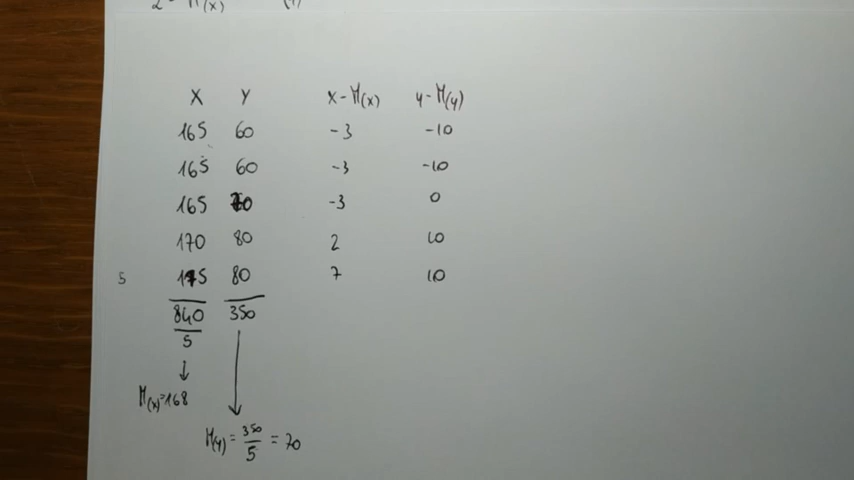 X Y x-M(x) y-M(y)
165 60 -3 -10
165 60 -3 -10
165 70 -3 0
170 80 2 10
5 175 80 7 10
840 350
5
M(x)=168
M(y) = 350/5 = 70